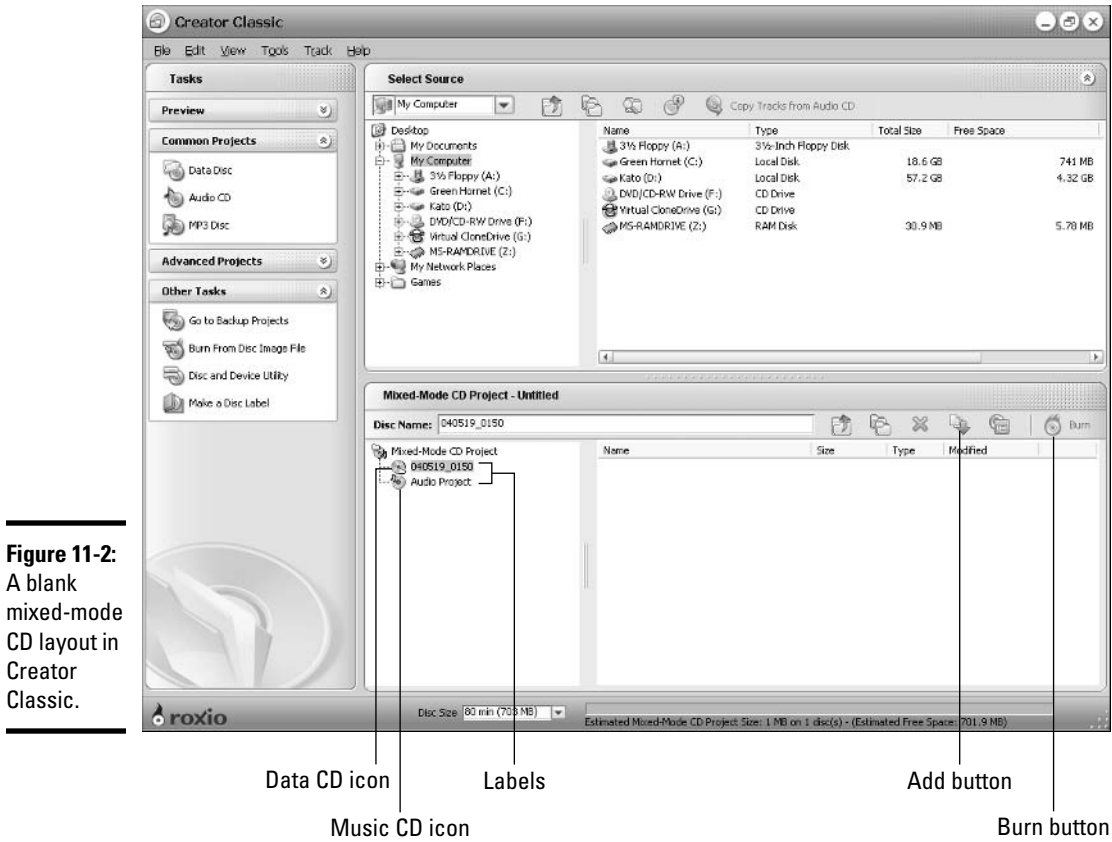 Creator Classic
File Edit View Tools Track Help
Tasks
Preview
Common Projects
Data Disc
Audio CD
MP3 Disc
Advanced Projects
Other Tasks
Go to Backup Projects
Burn From Disc Image File
Disc and Device Utility
Make a Disc Label
roxio
Select Source
My Computer
Copy Tracks from Audio CD
Desktop
My Documents
My Computer
3½ Floppy (A:)
Green Hornet (C:)
Kato (D:)
DVD/CD-RW Drive (F:)
Virtual CloneDrive (G:)
MS-RAMDRIVE (Z:)
My Network Places
Games
Name Type Total Size Free Space
3½ Floppy (A:) 3½-Inch Floppy Disk
Green Hornet (C:) Local Disk 18.6 GB 741 MB
Kato (D:) Local Disk 57.2 GB 4.32 GB
DVD/CD-RW Drive (F:) CD Drive
Virtual CloneDrive (G:) CD Drive
MS-RAMDRIVE (Z:) RAM Disk 30.9 MB 5.78 MB
Mixed-Mode CD Project - Untitled
Disc Name: 040519_0150
Burn
Mixed-Mode CD Project
040519_0150
Audio Project
Name Size Type Modified
Disc Size 80 min (703 MB)
Estimated Mixed-Mode CD Project Size: 1 MB on 1 disc(s) - (Estimated Free Space: 701.9 MB)
Figure 11-2:
A blank
mixed-mode
CD layout in
Creator
Classic.
Data CD icon
Labels
Add button
Music CD icon
Burn button